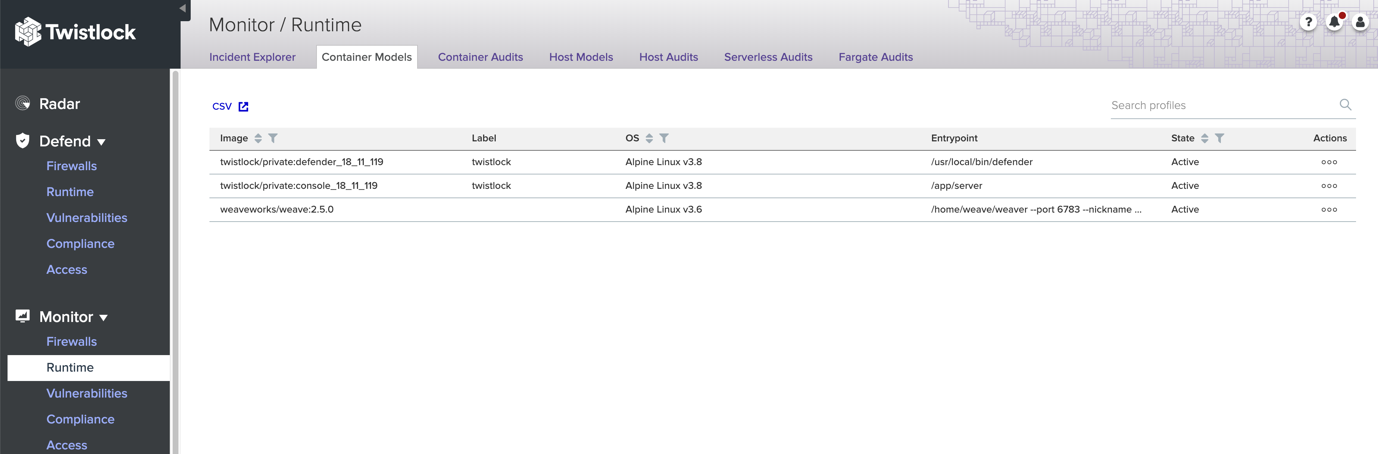 Twistlock
Monitor / Runtime
?
Incident Explorer Container Models Container Audits Host Models Host Audits Serverless Audits Fargate Audits
Radar
Defend
Firewalls
Runtime
Vulnerabilities
Compliance
Access
Monitor
Firewalls
Runtime
Vulnerabilities
Compliance
Access
CSV
Search profiles
Image Label OS Entrypoint State Actions
twistlock/private:defender_18_11_119 twistlock Alpine Linux v3.8 /usr/local/bin/defender Active
twistlock/private:console_18_11_119 twistlock Alpine Linux v3.8 /app/server Active
weaveworks/weave:2.5.0 Alpine Linux v3.6 /home/weave/weaver --port 6783 --nickname ... Active